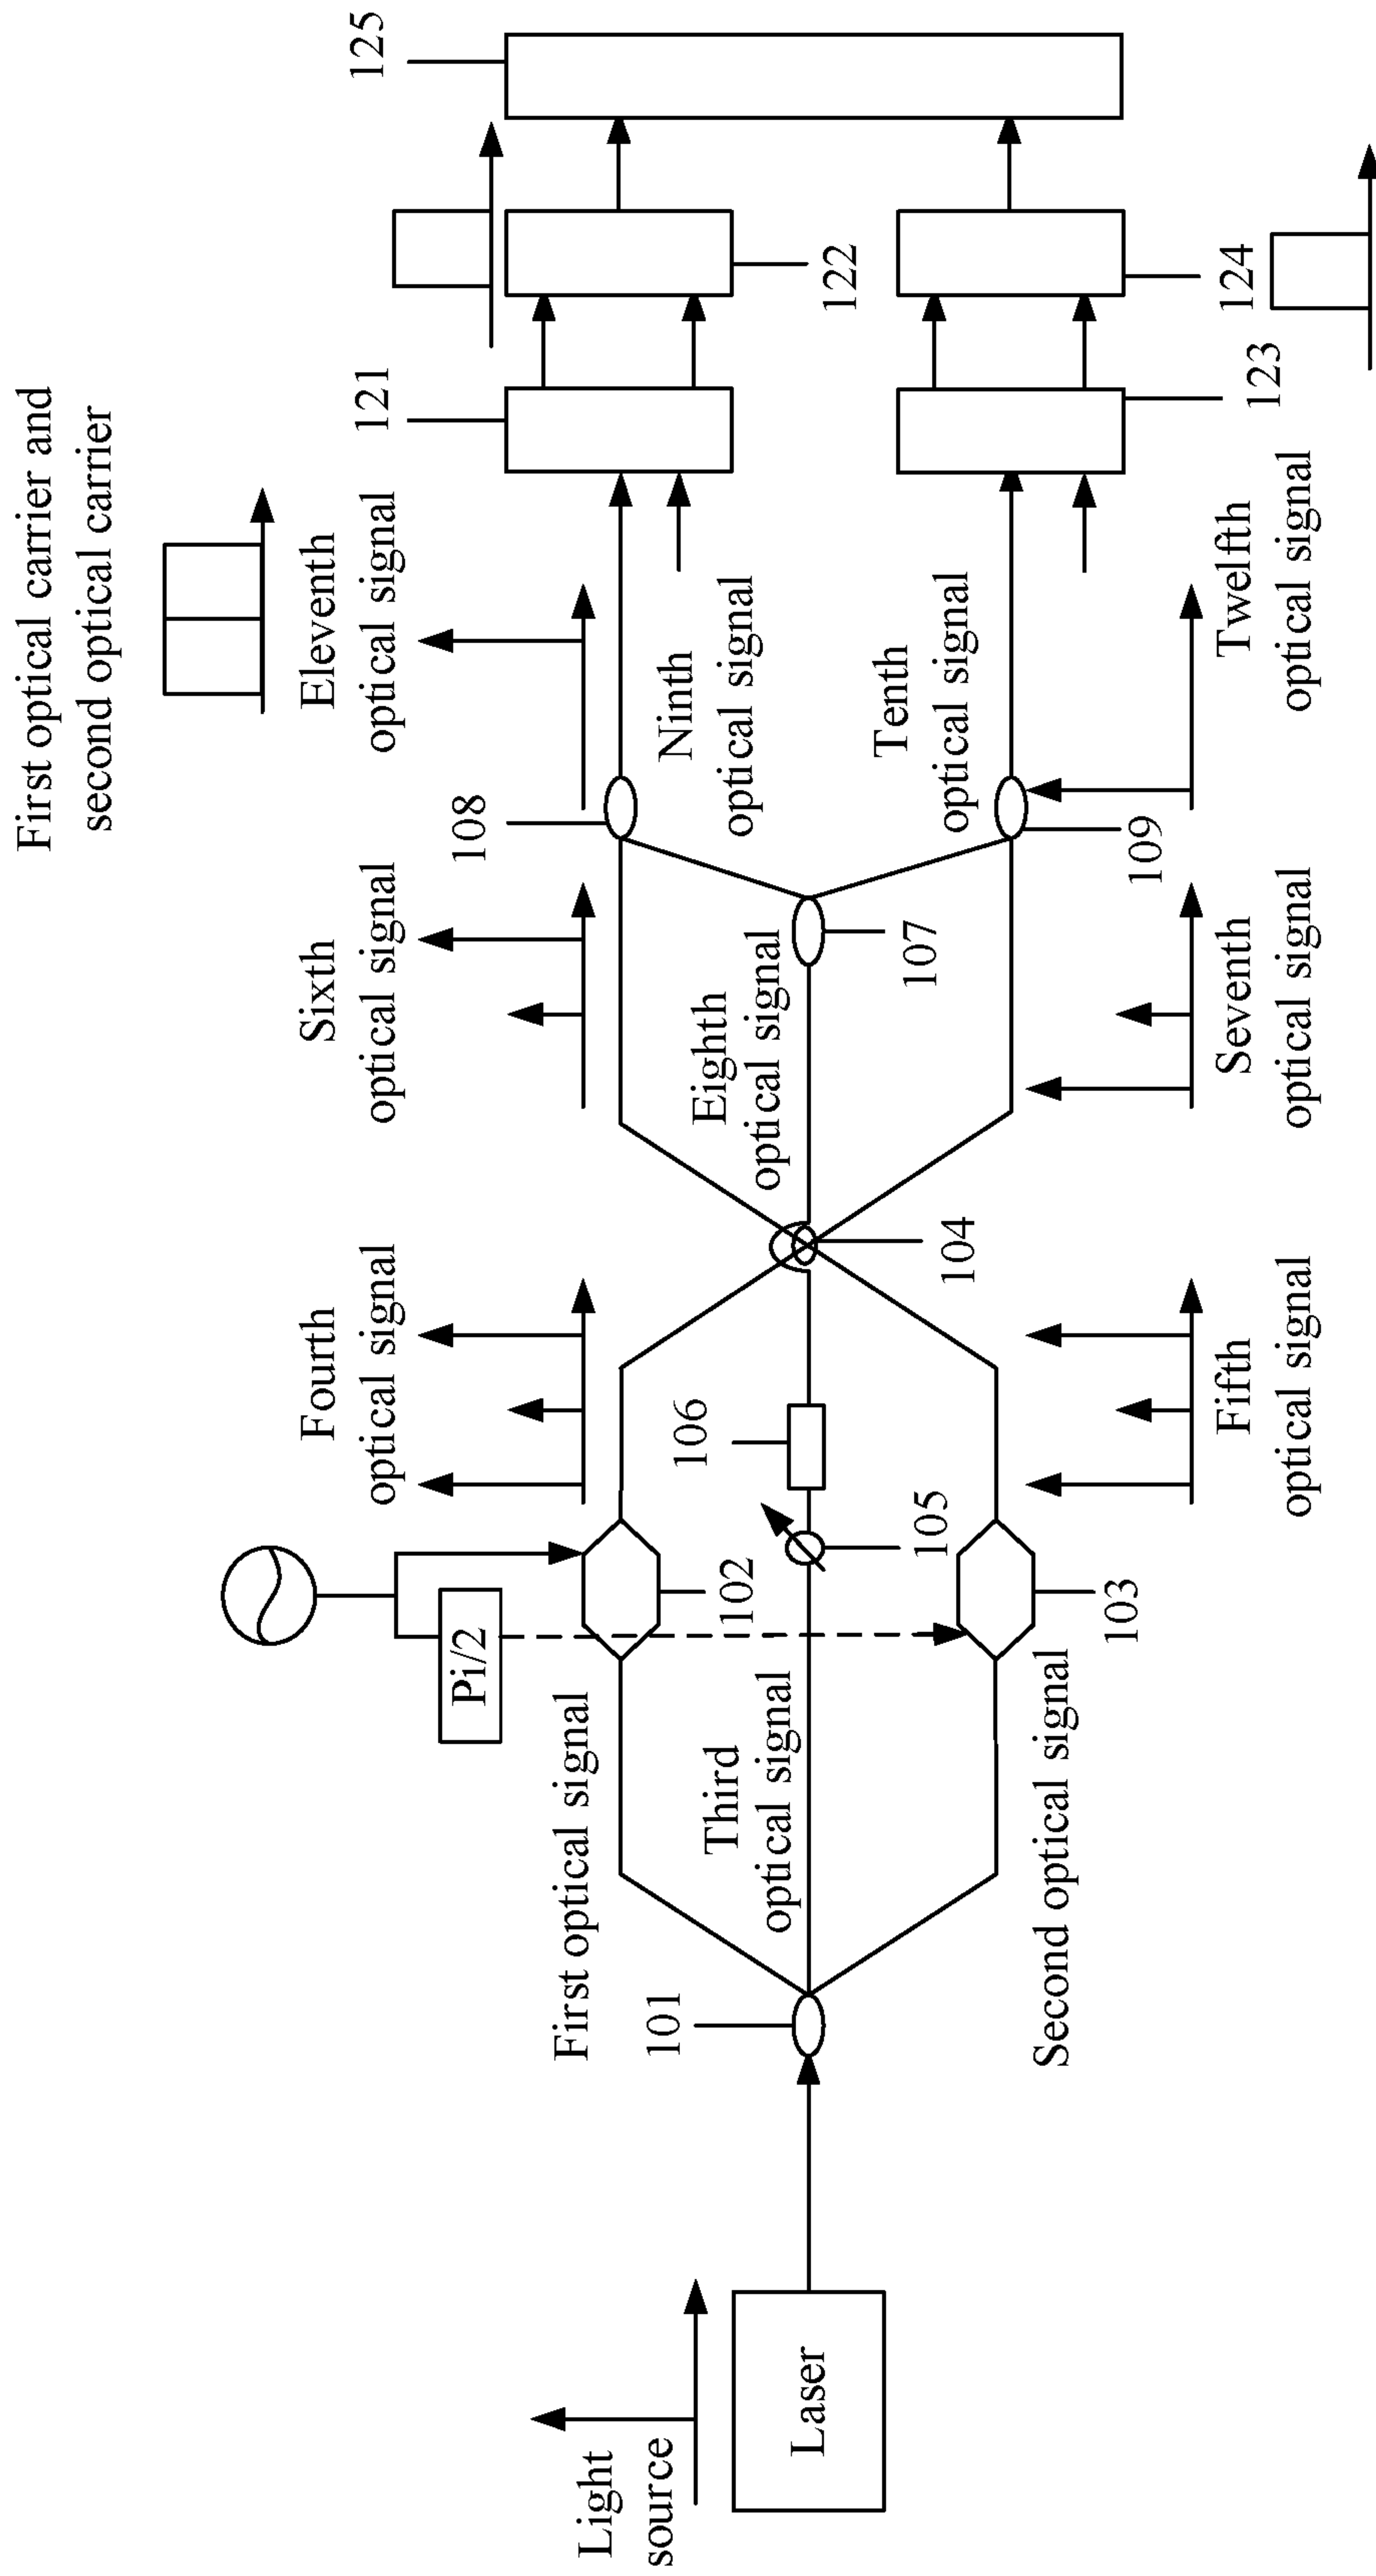 First optical carrier and
second optical carrier
125
121
122
124
123
Eleventh
optical signal
Ninth
optical signal
Tenth
optical signal
Twelfth
optical signal
108
109
Sixth
optical signal
107
Eighth
optical signal
Seventh
optical signal
104
Fourth
optical signal
106
105
Fifth
optical signal
Pi/2
102
103
First optical signal
Third
optical signal
Second optical signal
101
Light
source
Laser